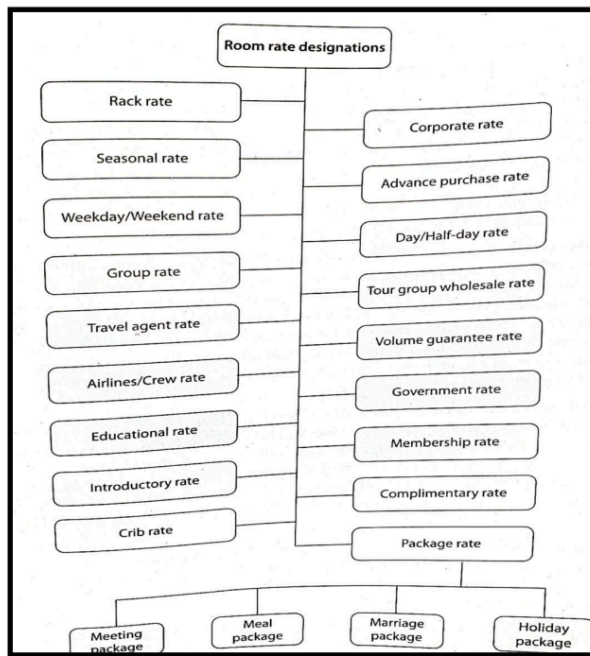 Room rate designations
Rack rate
Corporate rate
Seasonal rate
Advance purchase rate
Weekday/Weekend rate
Day/Half-day rate
Group rate
Tour group wholesale rate
Travel agent rate
Volume guarantee rate
Airlines/Crew rate
Government rate
Educational rate
Membership rate
Introductory rate
Complimentary rate
Crib rate
Package rate
Meeting
package
Meal
package
Marriage
package
Holiday
package